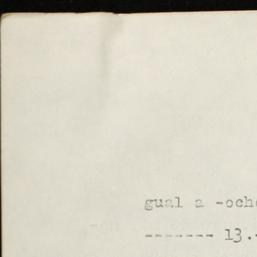 gual a -och
------- 13.-